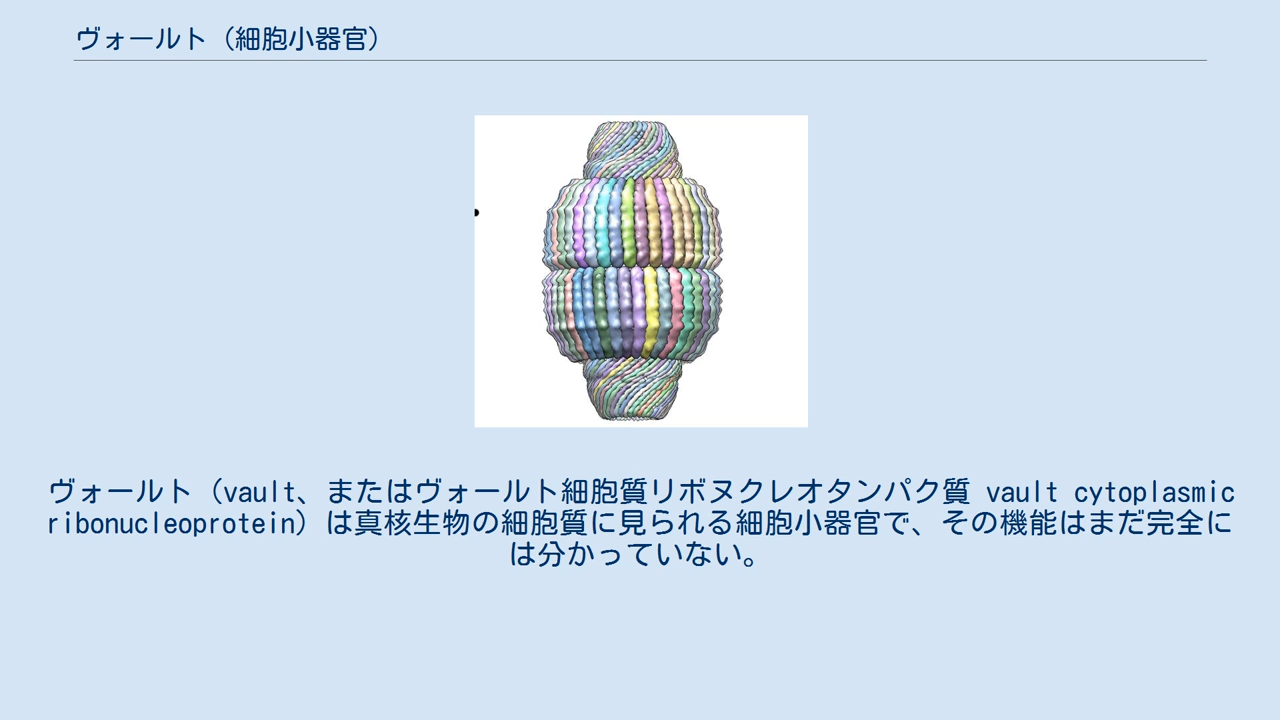 ヴォールト（細胞小器官）
ヴォールト（vault、またはヴォールト細胞質リボヌクレオタンパク質 vault cytoplasmic
ribonucleoprotein）は真核生物の細胞質に見られる細胞小器官で、その機能はまだ完全に
は分かっていない。